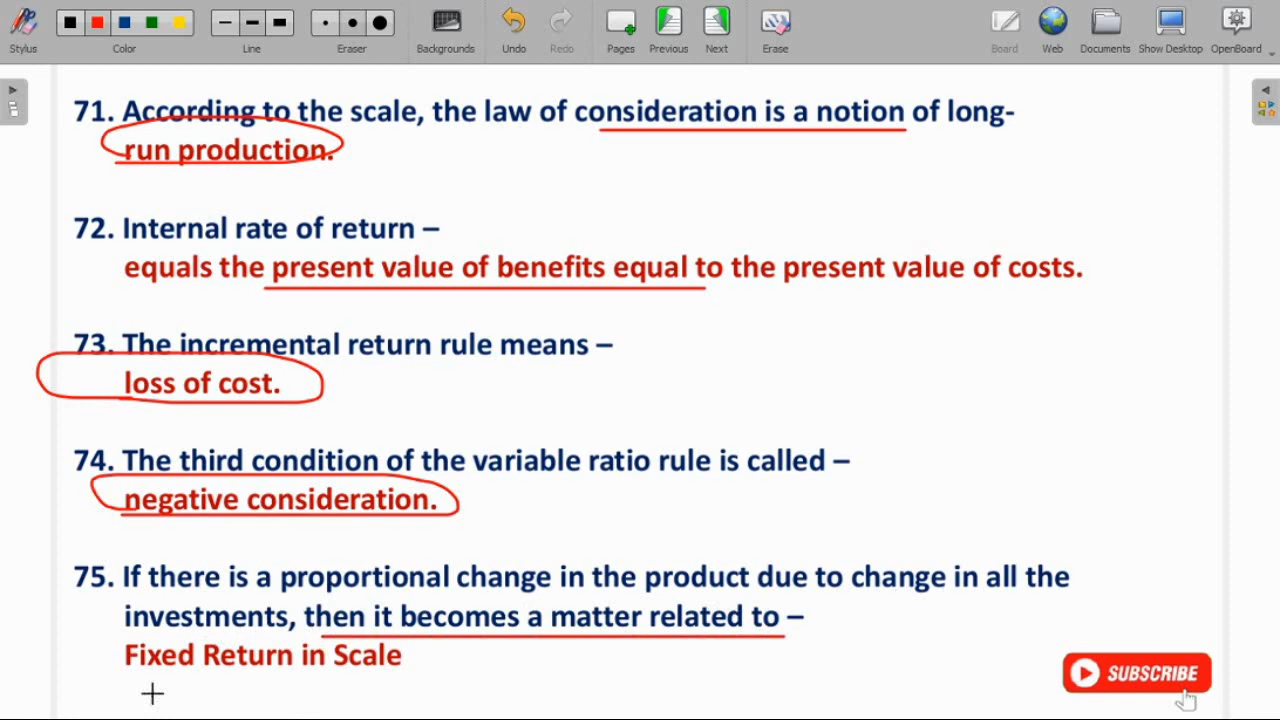 Stylus
Color
Line
Eraser
Backgrounds
Undo
Redo
Pages
Previous
Next
Erase
Board
Web
Documents
Show Desktop
OpenBoard
71. According to the scale, the law of consideration is a notion of long-
run production.
72. Internal rate of return –
equals the present value of benefits equal to the present value of costs.
73. The incremental return rule means –
loss of cost.
74. The third condition of the variable ratio rule is called –
negative consideration.
75. If there is a proportional change in the product due to change in all the
investments, then it becomes a matter related to –
Fixed Return in Scale
SUBSCRIBE